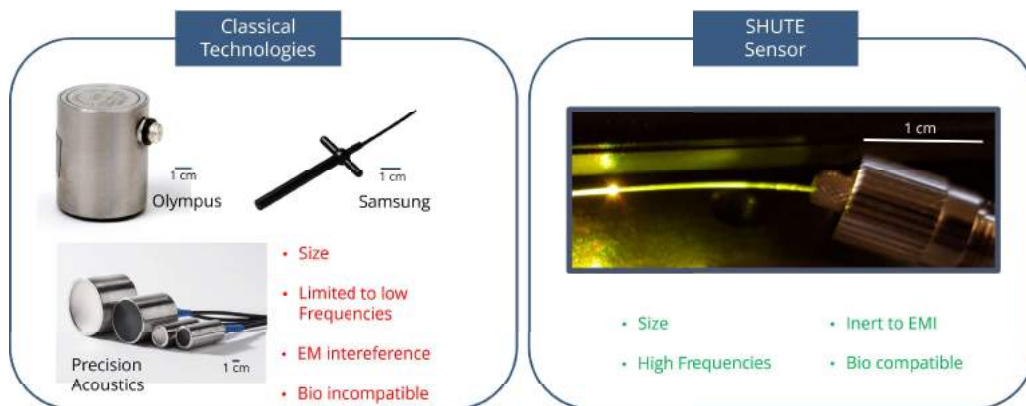 Classical
Technologies
1 cm
Olympus
1 cm
Samsung
Precision
Acoustics
1 cm
• Size
• Limited to low
Frequencies
• EM intereference
• Bio incompatible
SHUTE
Sensor
1 cm
• Size
• High Frequencies
• Inert to EMI
• Bio compatible